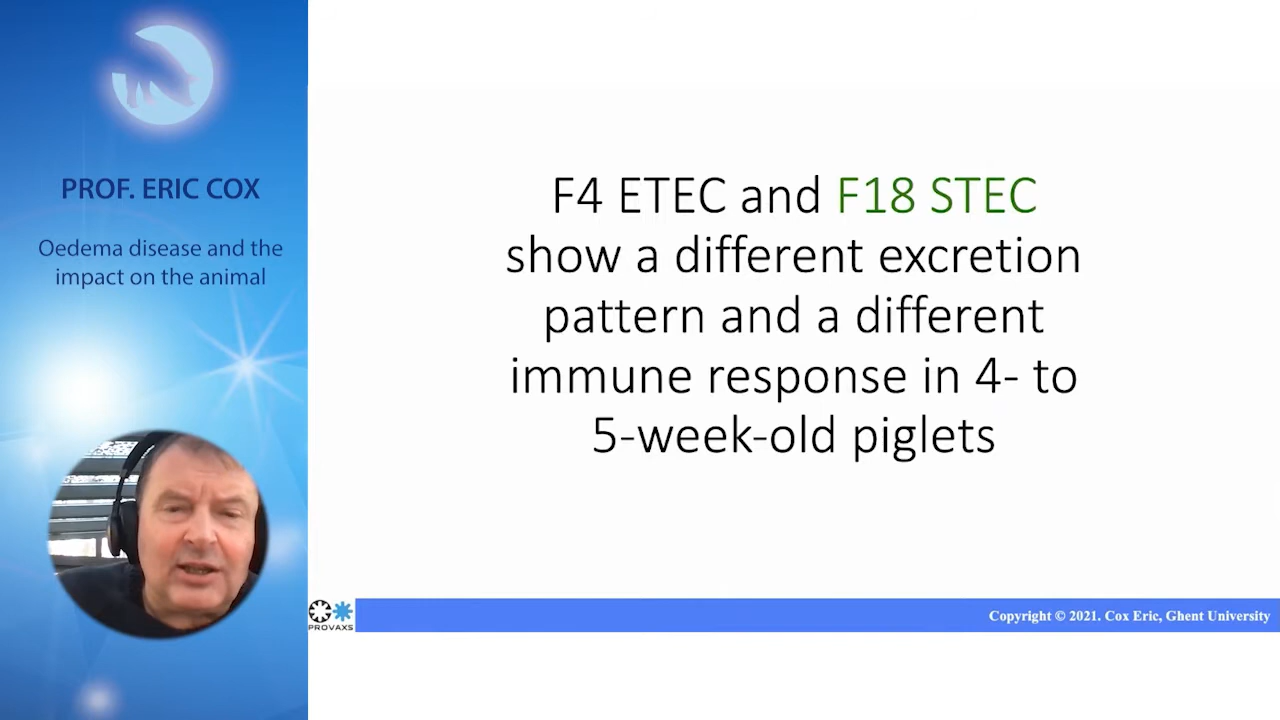 PROF. ERIC COX
Oedema disease and the
impact on the animal
F4 ETEC and F18 STEC
show a different excretion
pattern and a different
immune response in 4- to
5-week-old piglets
PROVAXS
Copyright © 2021. Cox Eric, Ghent University